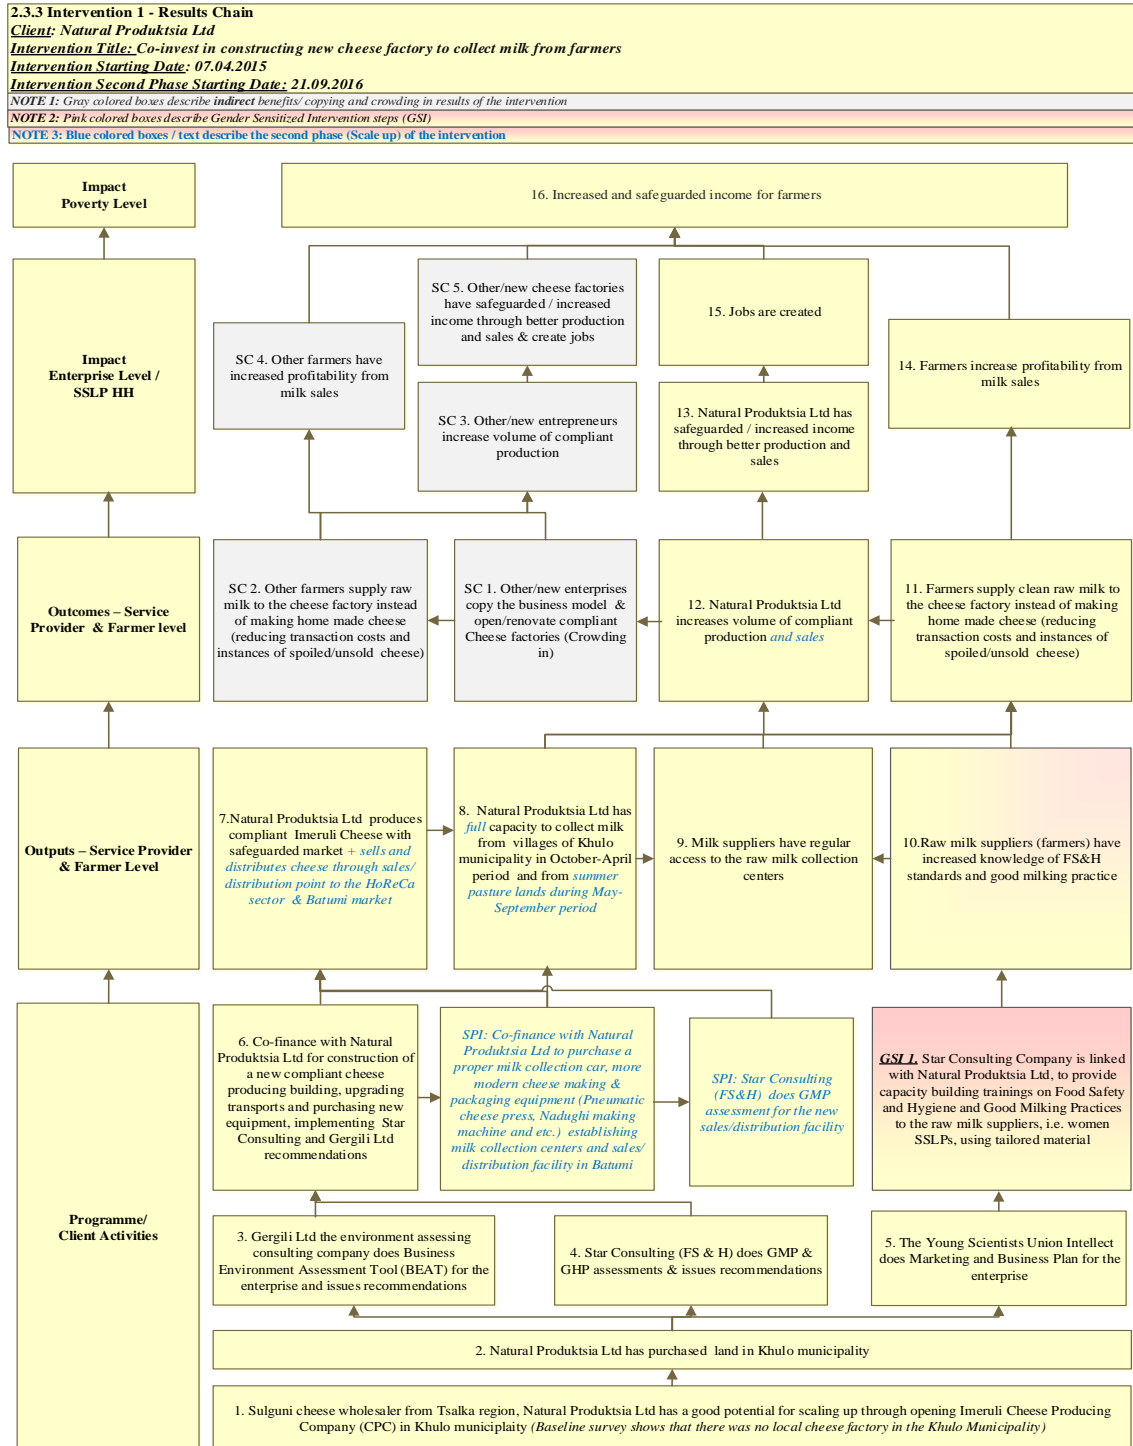 2.3.3 Intervention 1 - Results Chain
Client: Natural Produktsia Ltd
Intervention Title: Co-invest in constructing new cheese factory to collect milk from farmers
Intervention Starting Date: 07.04.2015
Intervention Second Phase Starting Date: 21.09.2016
NOTE 1: Gray colored boxes describe indirect benefits/ copying and crowding in results of the intervention
NOTE 2: Pink colored boxes describe Gender Sensitized Intervention steps (GSI)
NOTE 3: Blue colored boxes / text describe the second phase (Scale up) of the intervention
Impact
Poverty Level
16. Increased and safeguarded income for farmers
Impact
Enterprise Level /
SSLP HH
SC 4. Other farmers have
increased profitability from
milk sales
SC 5. Other/new cheese factories
have safeguarded / increased
income through better production
and sales & create jobs
SC 3. Other/new entrepreneurs
increase volume of compliant
production
15. Jobs are created
13. Natural Produktsia Ltd has
safeguarded / increased income
through better production and
sales
14. Farmers increase profitability from
milk sales
Outcomes – Service
Provider & Farmer level
SC 2. Other farmers supply raw
milk to the cheese factory instead
of making home made cheese
(reducing transaction costs and
instances of spoiled/unsold cheese)
SC 1. Other/new enterprises
copy the business model &
open/renovate compliant
Cheese factories (Crowding
in)
12. Natural Produktsia Ltd
increases volume of compliant
production and sales
11. Farmers supply clean raw milk to
the cheese factory instead of making
home made cheese (reducing
transaction costs and instances of
spoiled/unsold cheese)
Outputs – Service Provider
& Farmer Level
7.Natural Produktsia Ltd produces
compliant Imeruli Cheese with
safeguarded market + sells and
distributes cheese through sales/
distribution point to the HoReCa
sector & Batumi market
8. Natural Produktsia Ltd has
full capacity to collect milk
from villages of Khulo
municipality in October-April
period and from summer
pasture lands during May-
September period
9. Milk suppliers have regular
access to the raw milk collection
centers
10.Raw milk suppliers (farmers) have
increased knowledge of FS&H
standards and good milking practice
Programme/
Client Activities
6. Co-finance with Natural
Produktsia Ltd for construction of
a new compliant cheese
producing building, upgrading
transports and purchasing new
equipment, implementing Star
Consulting and Gergili Ltd
recommendations
SPI: Co-finance with Natural
Produktsia Ltd to purchase a
proper milk collection car, more
modern cheese making &
packaging equipment (Pneumatic
cheese press, Nadughi making
machine and etc.) establishing
milk collection centers and sales/
distribution facility in Batumi
SPI: Star Consulting
(FS&H) does GMP
assessment for the new
sales/distribution facility
GSI 1. Star Consulting Company is linked
with Natural Produktsia Ltd, to provide
capacity building trainings on Food Safety
and Hygiene and Good Milking Practices
to the raw milk suppliers, i.e. women
SSLPs, using tailored material
3. Gergili Ltd the environment assessing
consulting company does Business
Environment Assessment Tool (BEAT) for the
enterprise and issues recommendations
4. Star Consulting (FS & H) does GMP &
GHP assessments & issues recommendations
5. The Young Scientists Union Intellect
does Marketing and Business Plan for the
enterprise
2. Natural Produktsia Ltd has purchased land in Khulo municipality
1. Sulguni cheese wholesaler from Tsalka region, Natural Produktsia Ltd has a good potential for scaling up through opening Imeruli Cheese Producing
Company (CPC) in Khulo municiplaity (Baseline survey shows that there was no local cheese factory in the Khulo Municipality)